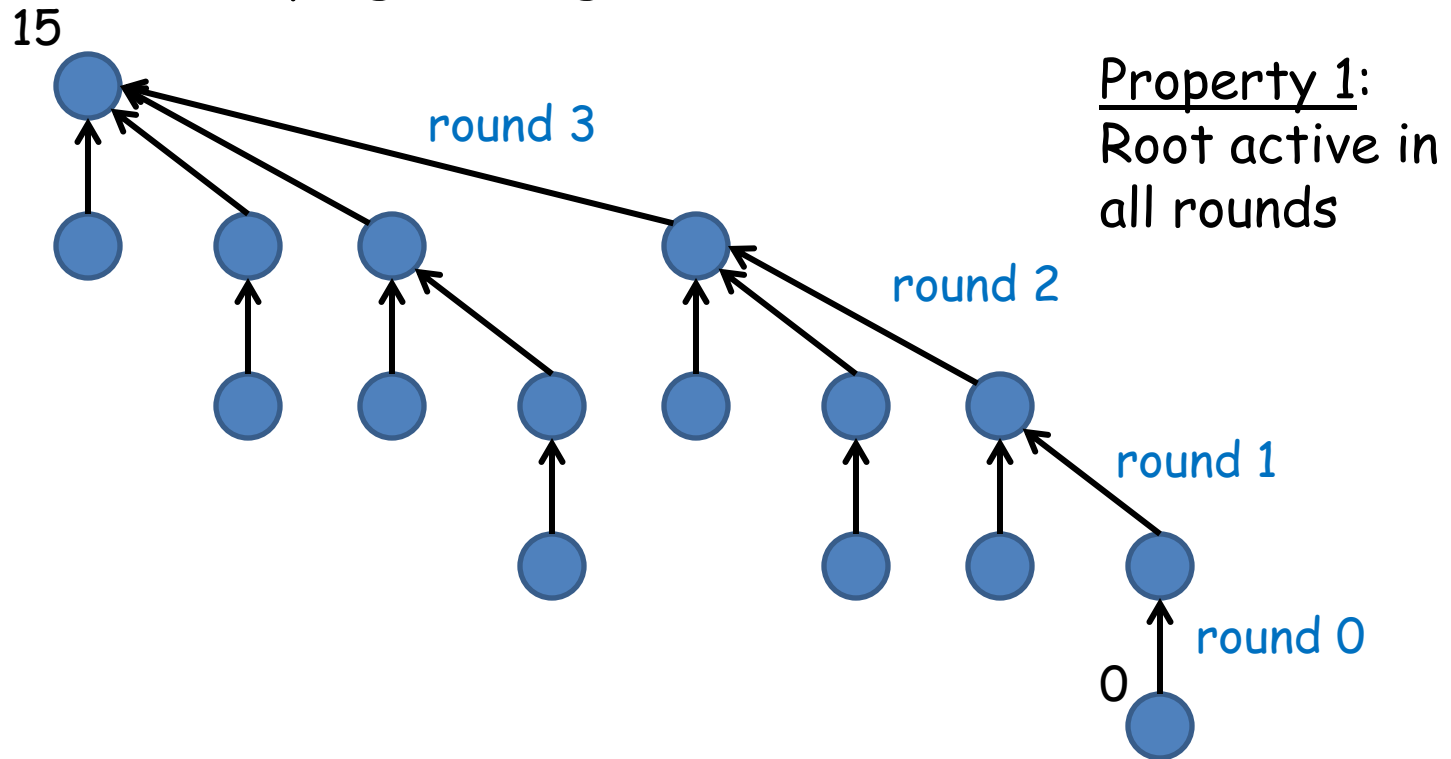 15
Property 1:
round 3
Root active in
all rounds
round 2
round 1
round 0
0